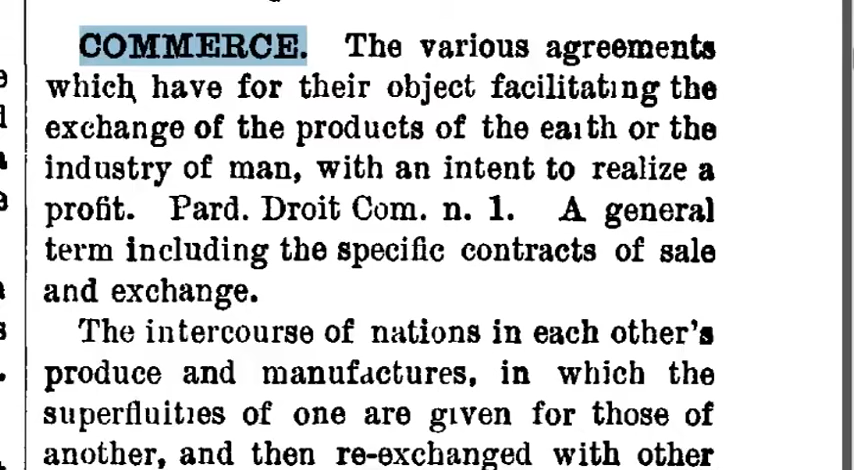 COMMERCE. The various agreements
which have for their object facilitating the
exchange of the products of the earth or the
industry of man, with an intent to realize a
profit. Pard. Droit Com. n. 1. A general
term including the specific contracts of sale
and exchange.
The intercourse of nations in each other's
produce and manufactures, in which the
superfluities of one are given for those of
another, and then re-exchanged with other